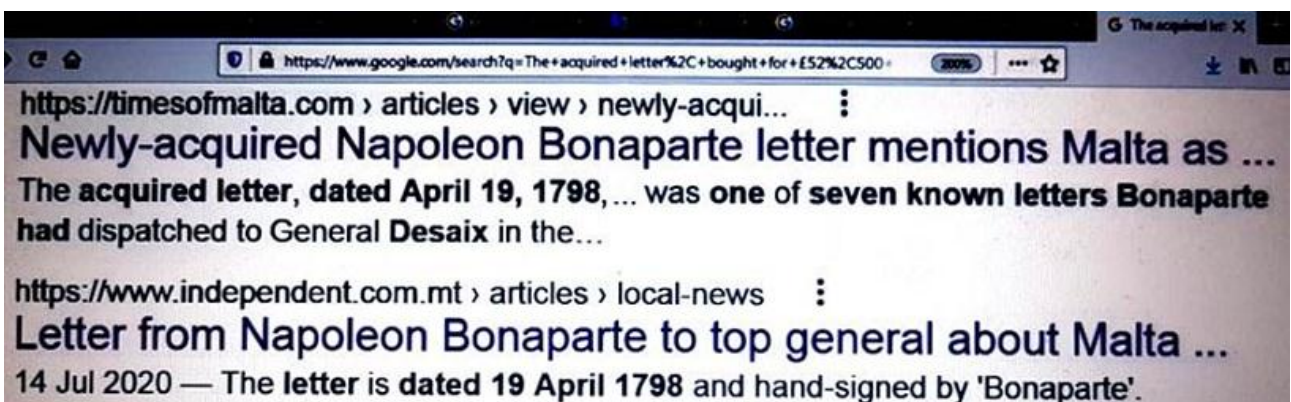 G The acquired let X
https://www.google.com/search?q=The+acquired+letter%2C+bought+for+£52%2C500+ 200%
https://timesofmalta.com › articles › view › newly-acqui...
Newly-acquired Napoleon Bonaparte letter mentions Malta as ...
The acquired letter, dated April 19, 1798,... was one of seven known letters Bonaparte
had dispatched to General Desaix in the...
https://www.independent.com.mt › articles › local-news
Letter from Napoleon Bonaparte to top general about Malta ...
14 Jul 2020 — The letter is dated 19 April 1798 and hand-signed by 'Bonaparte'.